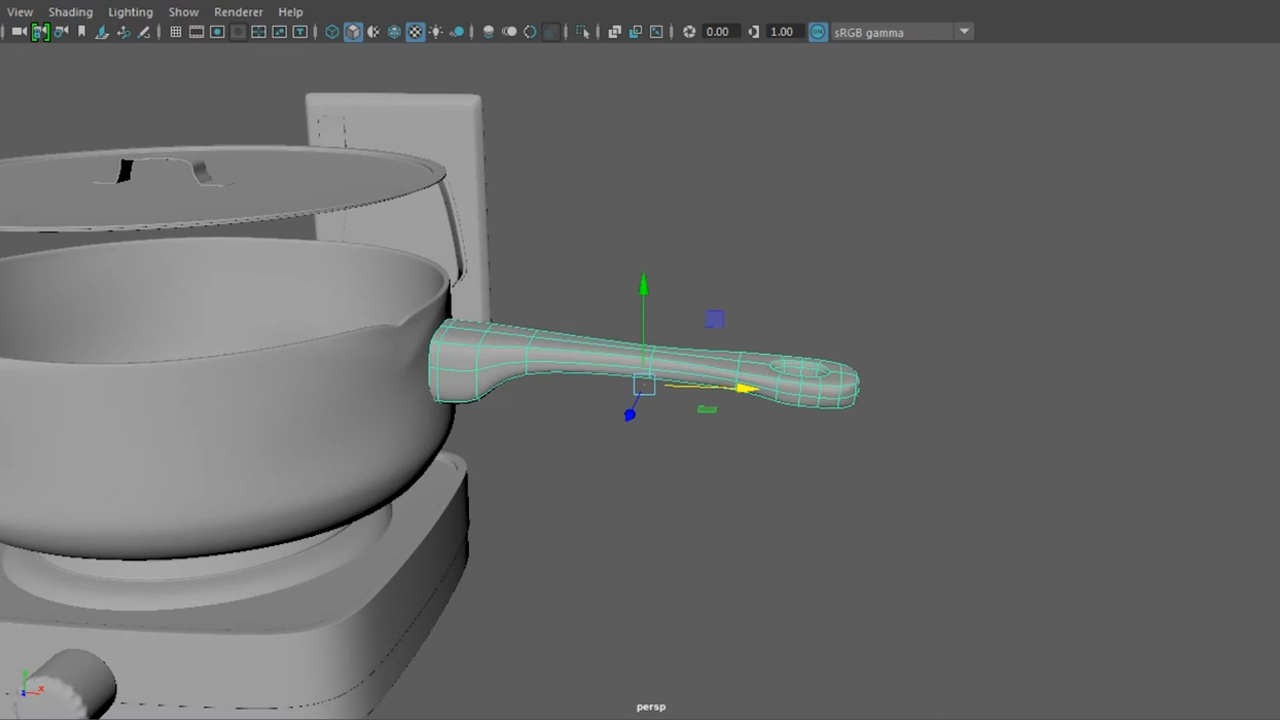 View Shading Lighting Show Renderer Help
0.00 1.00 sRGB gamma
persp